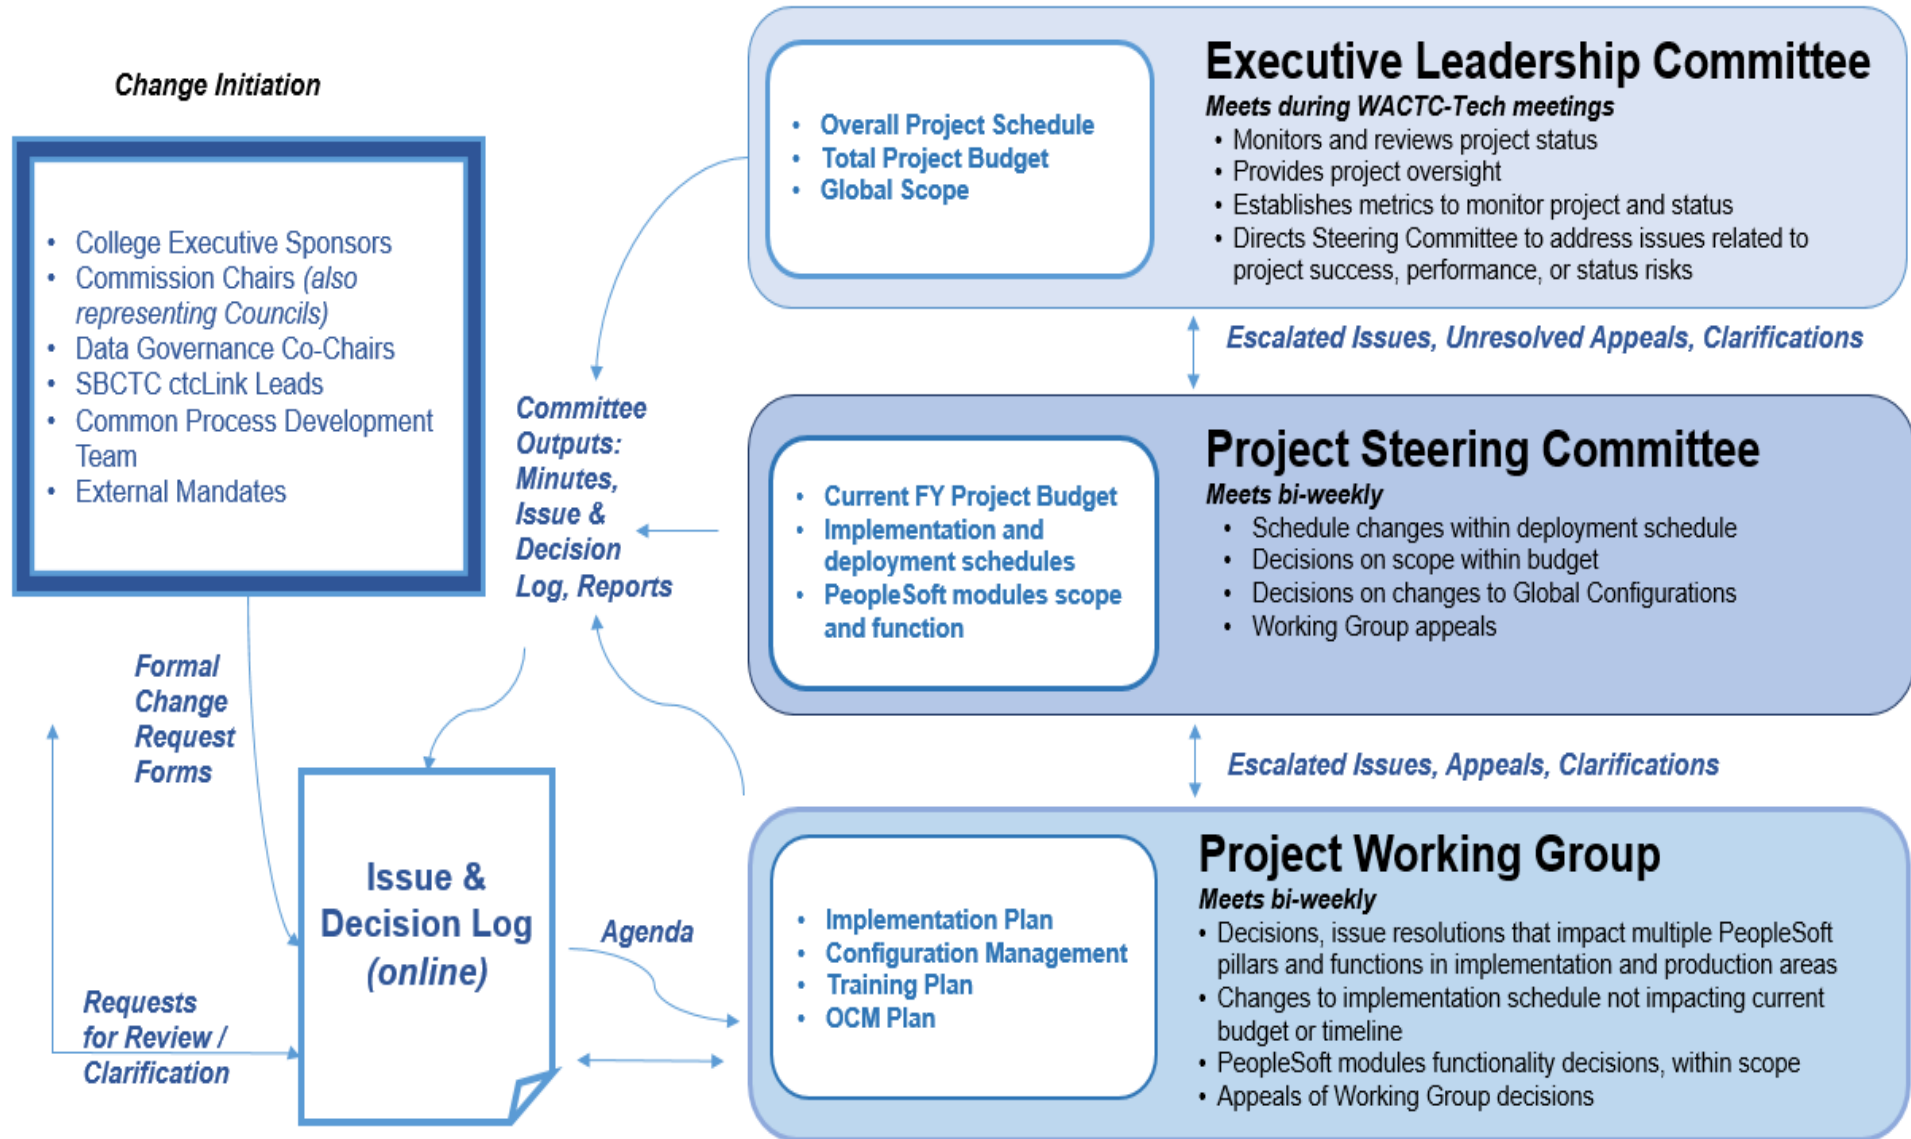 Change Initiation
• College Executive Sponsors
• Commission Chairs (also
representing Councils)
• Data Governance Co-Chairs
• SBCTC ctcLink Leads
• Common Process Development
Team
• External Mandates
Formal
Change
Request
Forms
Requests
for Review /
Clarification
Issue &
Decision Log
(online)
Agenda
Committee
Outputs:
Minutes,
Issue &
Decision
Log, Reports
• Overall Project Schedule
• Total Project Budget
• Global Scope
Executive Leadership Committee
Meets during WACTC-Tech meetings
• Monitors and reviews project status
• Provides project oversight
• Establishes metrics to monitor project and status
• Directs Steering Committee to address issues related to
project success, performance, or status risks
Escalated Issues, Unresolved Appeals, Clarifications
• Current FY Project Budget
• Implementation and
deployment schedules
• PeopleSoft modules scope
and function
Project Steering Committee
Meets bi-weekly
• Schedule changes within deployment schedule
• Decisions on scope within budget
• Decisions on changes to Global Configurations
• Working Group appeals
Escalated Issues, Appeals, Clarifications
• Implementation Plan
• Configuration Management
• Training Plan
• OCM Plan
Project Working Group
Meets bi-weekly
• Decisions, issue resolutions that impact multiple PeopleSoft
pillars and functions in implementation and production areas
• Changes to implementation schedule not impacting current
budget or timeline
• PeopleSoft modules functionality decisions, within scope
• Appeals of Working Group decisions